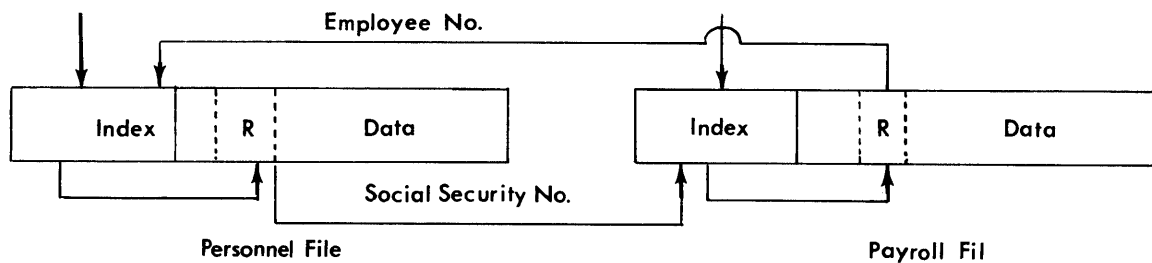 Employee No.
Index R Data Index R Data
Social Security No.
Personnel File Payroll Fil